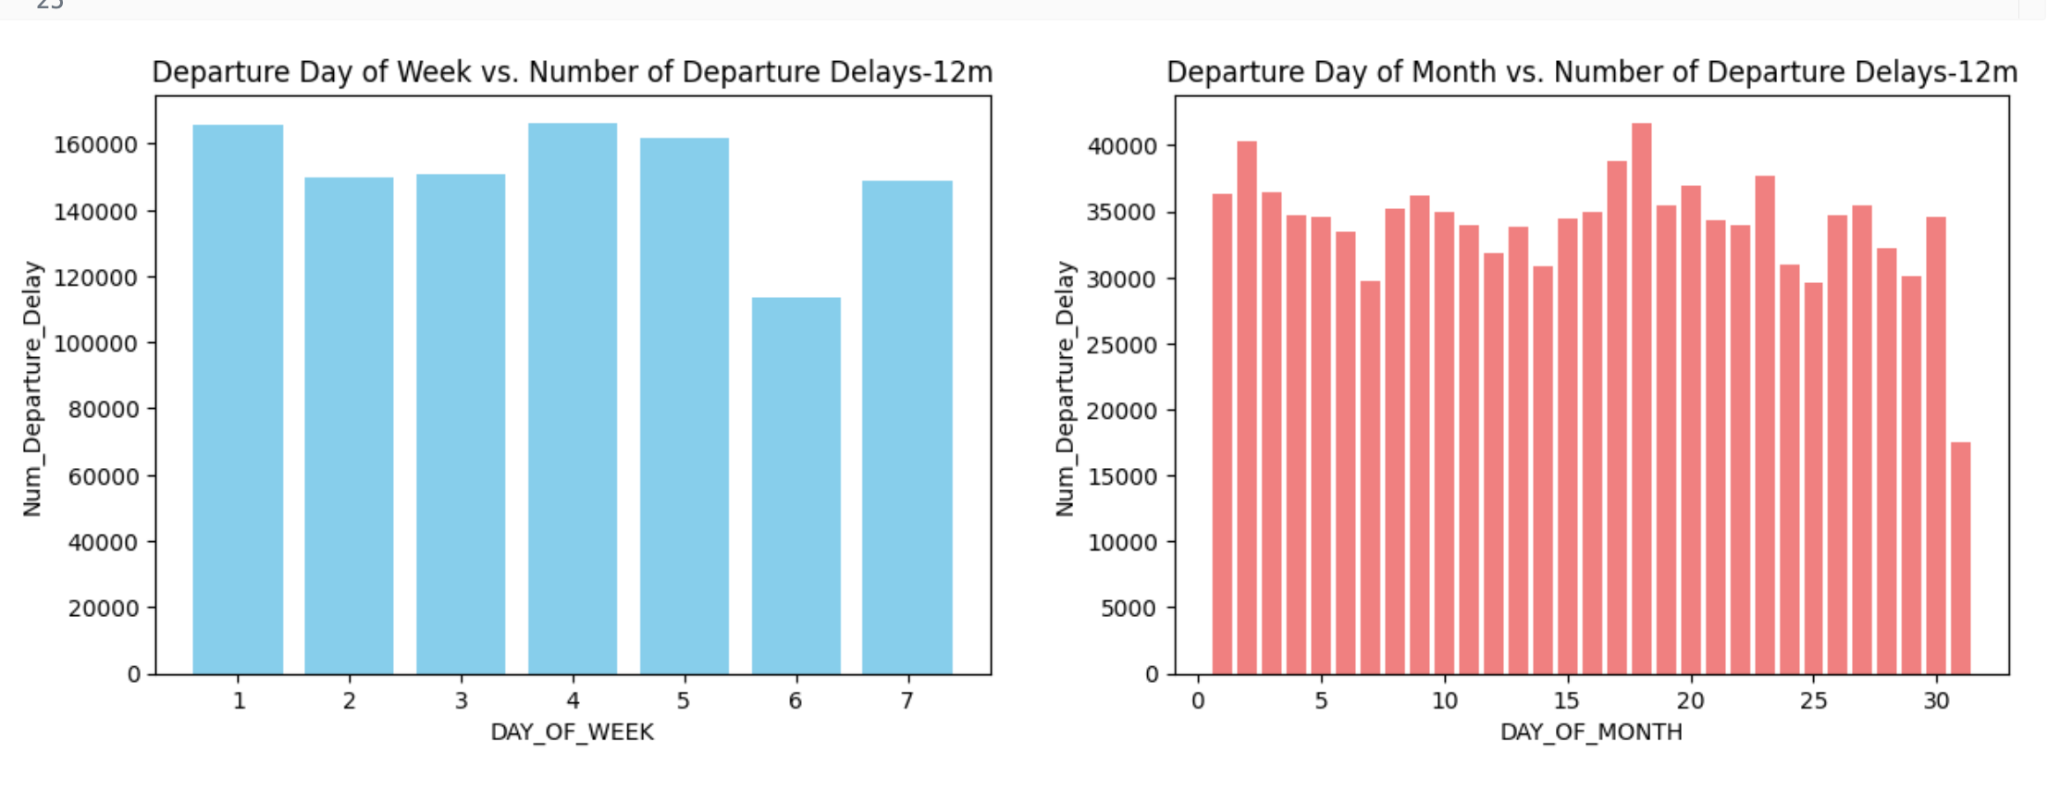 25
Departure Day of Week vs. Number of Departure Delays-12m
Num_Departure_Delay
160000
140000
120000
100000
80000
60000
40000
20000
0
1 2 3 4 5 6 7
DAY_OF_WEEK
Departure Day of Month vs. Number of Departure Delays-12m
Num_Departure_Delay
40000
35000
30000
25000
20000
15000
10000
5000
0
0 5 10 15 20 25 30
DAY_OF_MONTH